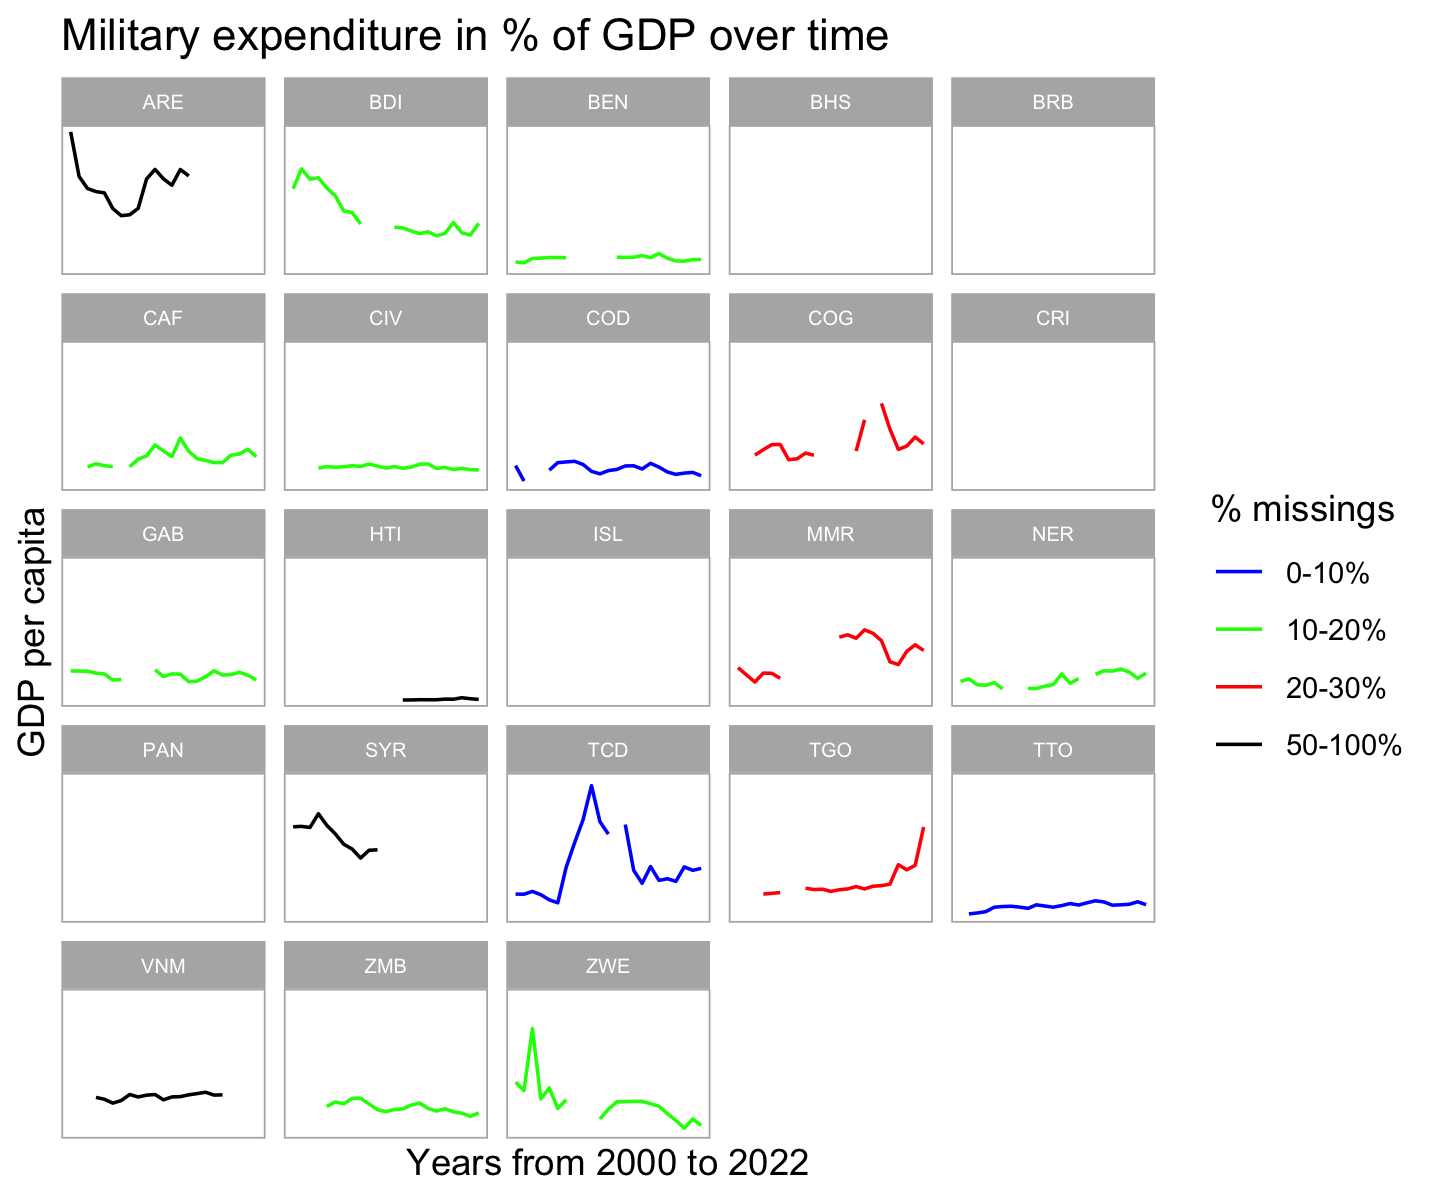 Military expenditure in % of GDP over time
ARE BDI BEN BHS BRB
CAF CIV COD COG CRI
GAB HTI ISL MMR NER
PAN SYR TCD TGO TTO
VNM ZMB ZWE
GDP per capita
Years from 2000 to 2022
% missings
0-10%
10-20%
20-30%
50-100%